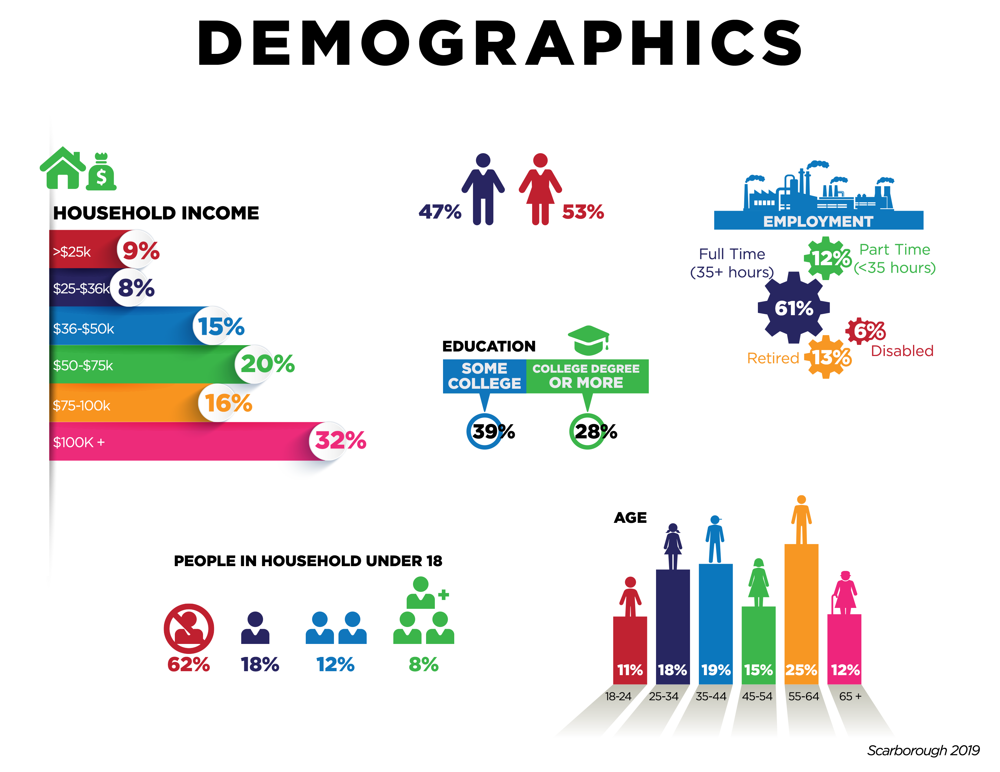 DEMOGRAPHICS
$
HOUSEHOLD INCOME
>$25k 9%
$25-$36k 8%
$36-$50k 15%
$50-$75k 20%
$75-100k 16%
$100K + 32%
47% 53%
EDUCATION
SOME
COLLEGE
COLLEGE DEGREE
OR MORE
39% 28%
EMPLOYMENT
Full Time
(35+ hours)
61%
12%
Part Time
(<35 hours)
6%
Disabled
Retired 13%
PEOPLE IN HOUSEHOLD UNDER 18
+
62% 18% 12% 8%
AGE
11% 18% 19% 15% 25% 12%
18-24 25-34 35-44 45-54 55-64 65 +
Scarborough 2019